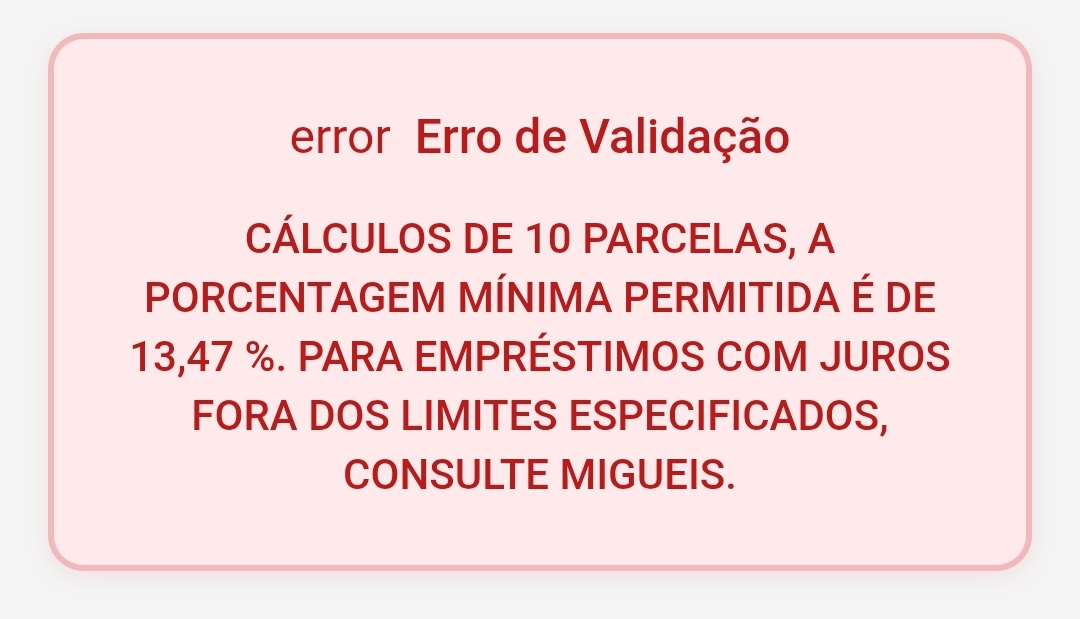 error Erro de Validação
CÁLCULOS DE 10 PARCELAS, A
PORCENTAGEM MÍNIMA PERMITIDA É DE
13,47 %. PARA EMPRÉSTIMOS COM JUROS
FORA DOS LIMITES ESPECIFICADOS,
CONSULTE MIGUEIS.